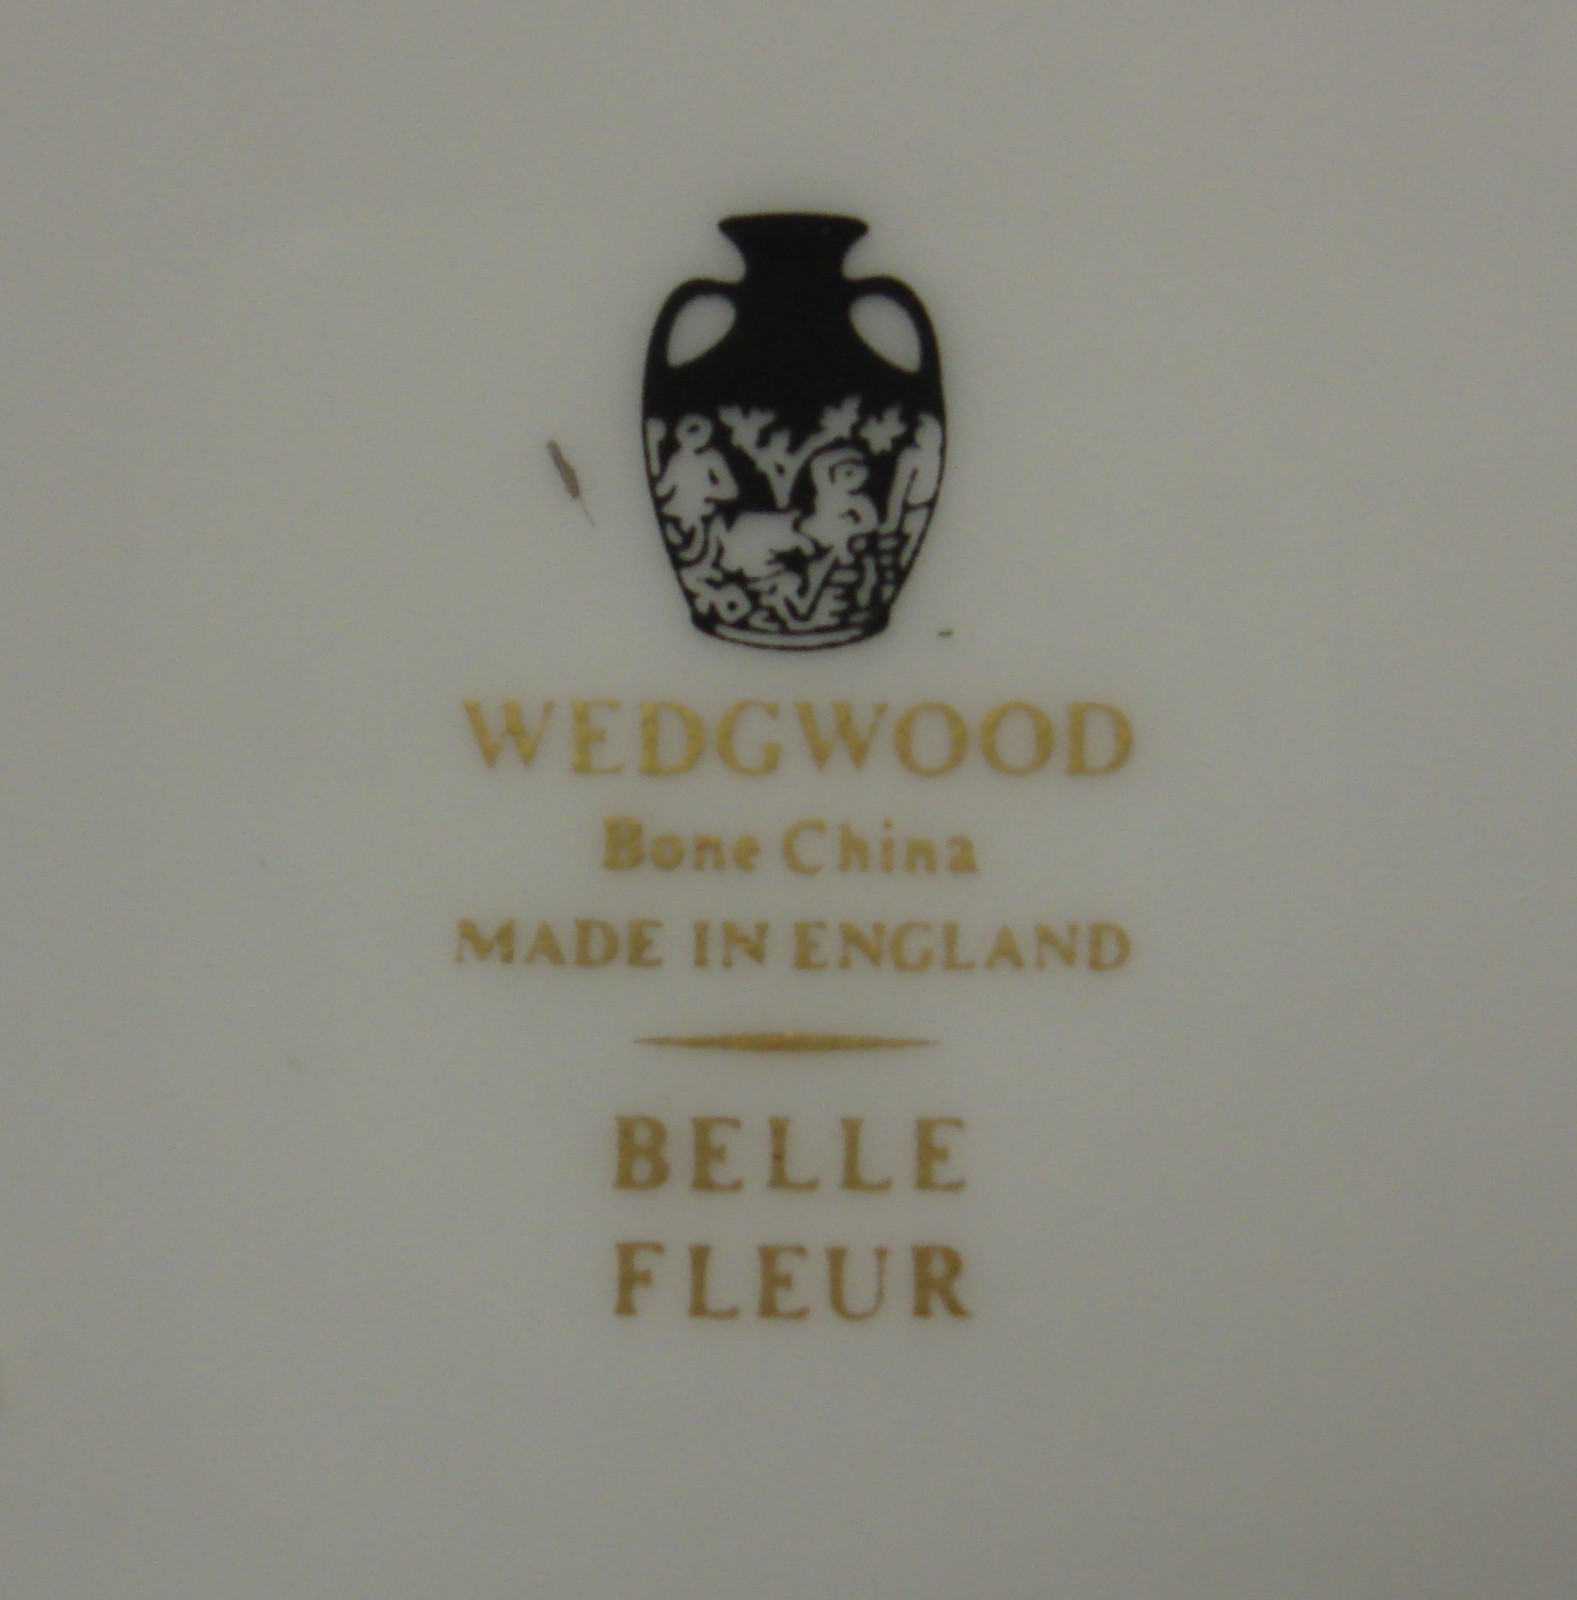 WEDGWOOD
Bone China
MADE IN ENGLAND
BELLE
FLEUR